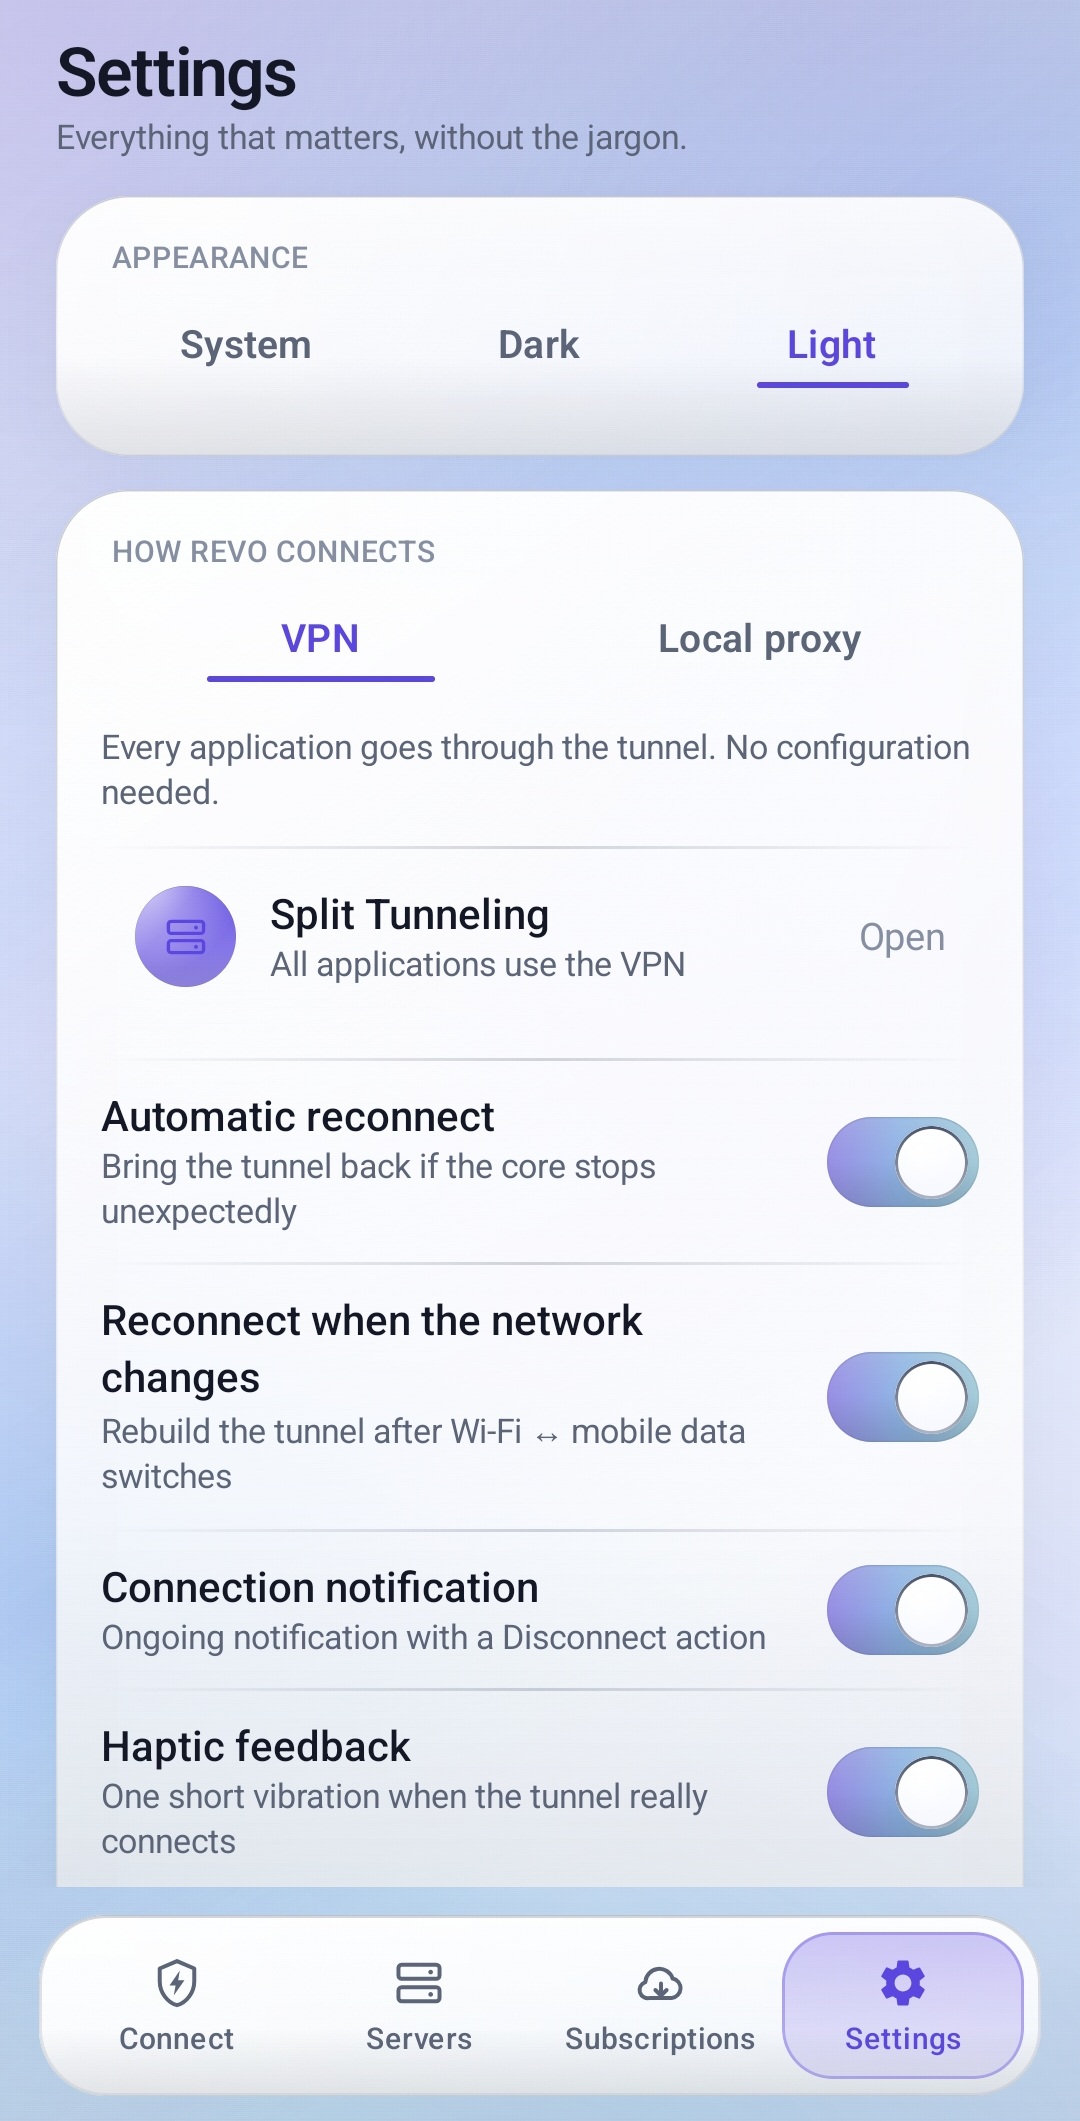 Settings
Everything that matters, without the jargon.
APPEARANCE
System
Dark
Light
HOW REVO CONNECTS
VPN
Local proxy
Every application goes through the tunnel. No configuration
needed.
Split Tunneling
All applications use the VPN
Open
Automatic reconnect
Bring the tunnel back if the core stops
unexpectedly
Reconnect when the network
changes
Rebuild the tunnel after Wi-Fi ↔ mobile data
switches
Connection notification
Ongoing notification with a Disconnect action
Haptic feedback
One short vibration when the tunnel really
connects
Connect
Servers
Subscriptions
Settings